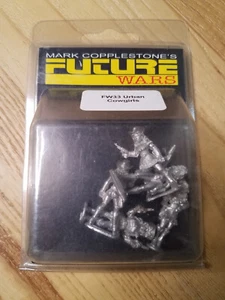 MARK COPPLESTONE'S
FUTURE
WARS
FW33 Urban
Cowgirls